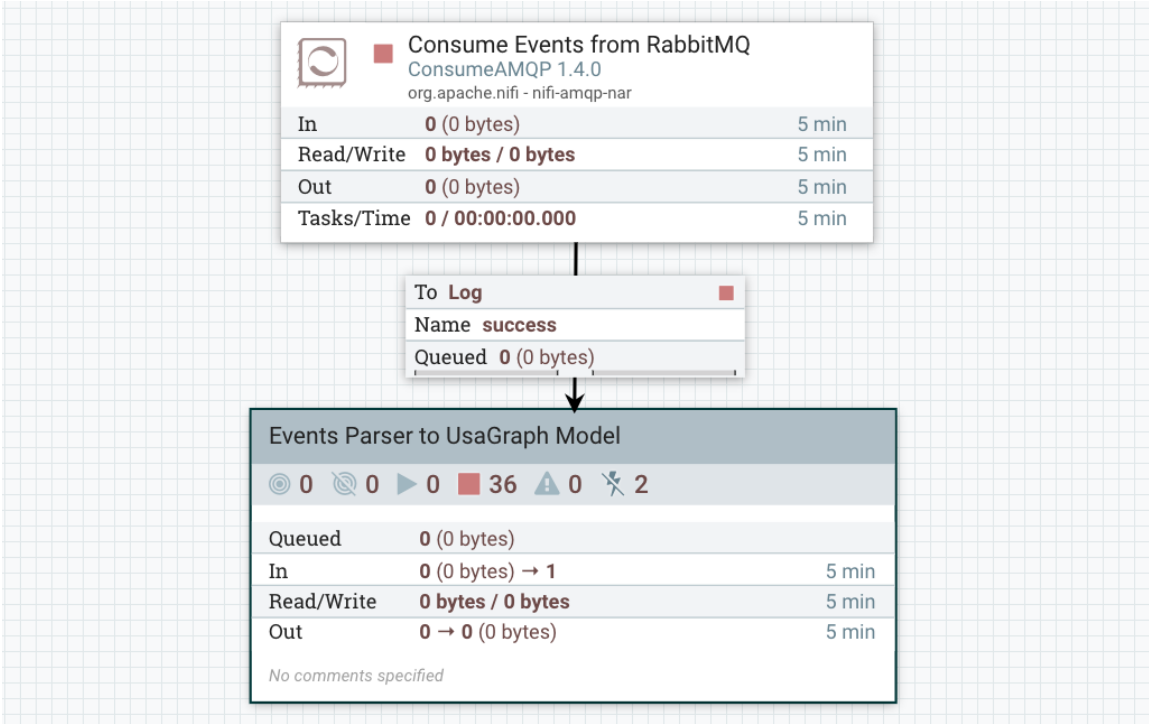 Consume Events from RabbitMQ
ConsumeAMQP 1.4.0
org.apache.nifi - nifi-amqp-nar
In 0 (0 bytes) 5 min
Read/Write 0 bytes / 0 bytes 5 min
Out 0 (0 bytes) 5 min
Tasks/Time 0 / 00:00:00.000 5 min
To Log
Name success
Queued 0 (0 bytes)
Events Parser to UsaGraph Model
0 0 0 36 0 2
Queued 0 (0 bytes)
In 0 (0 bytes) → 1 5 min
Read/Write 0 bytes / 0 bytes 5 min
Out 0 → 0 (0 bytes) 5 min
No comments specified